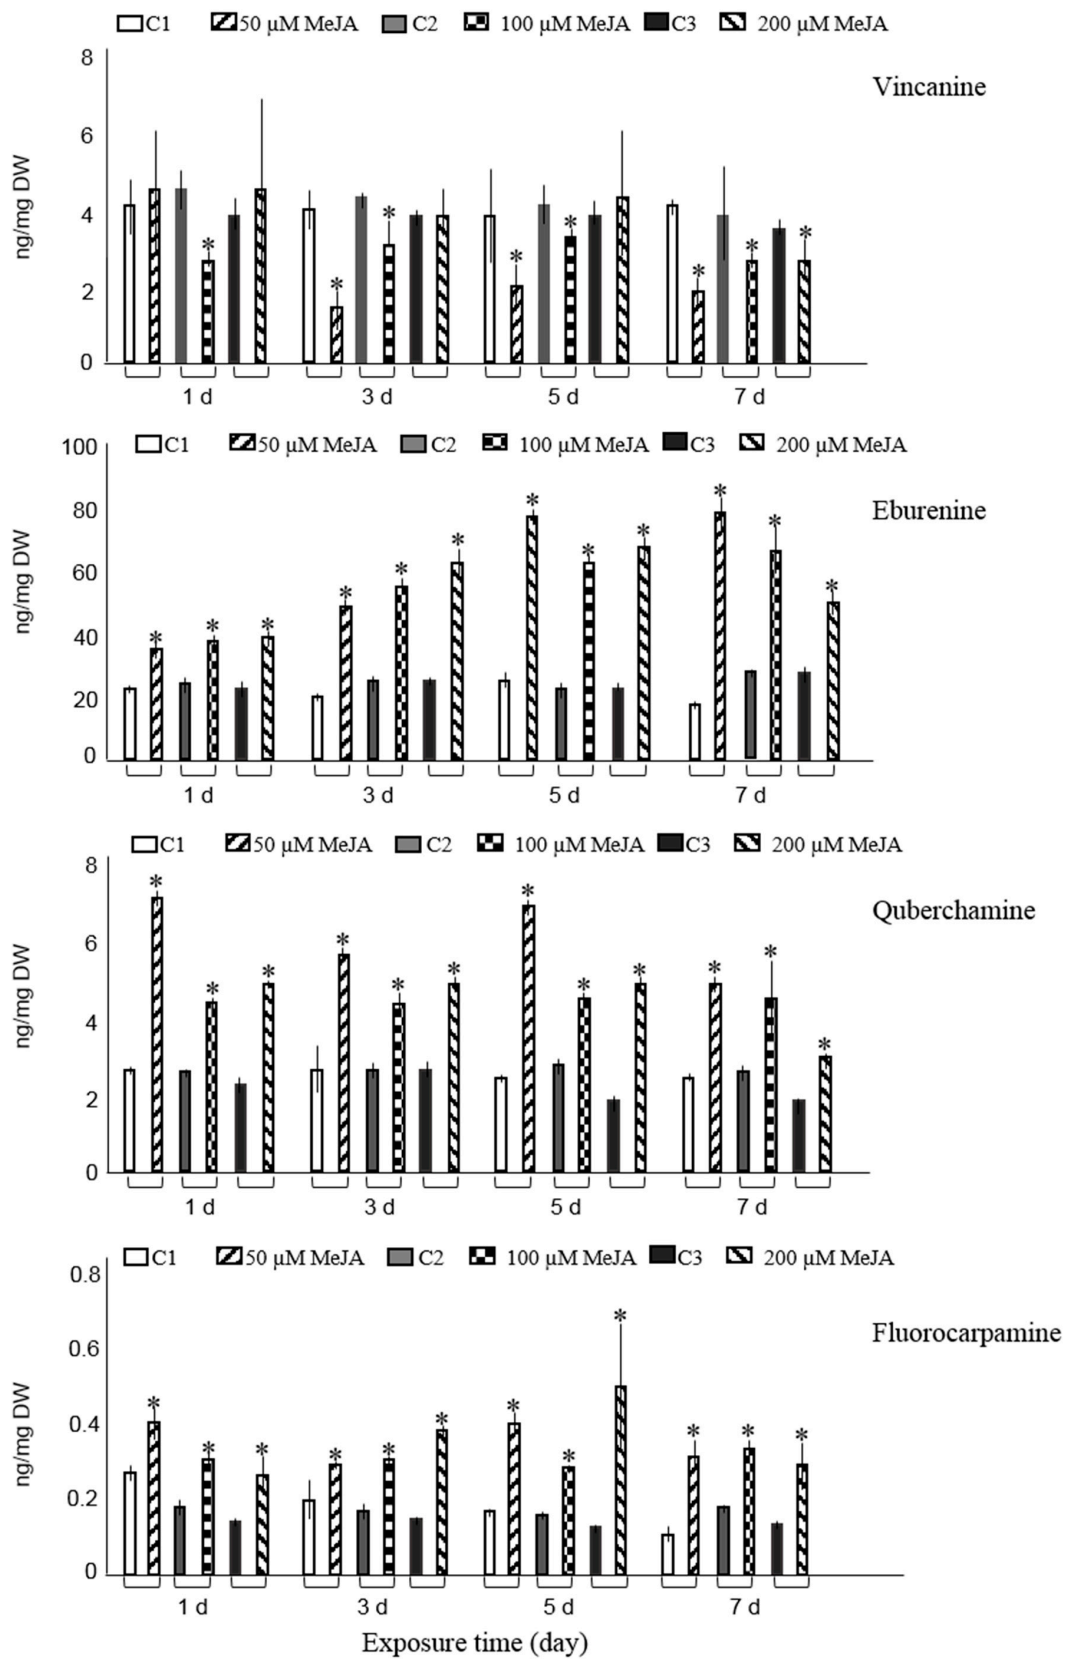 C1 50 µM MeJA C2 100 µM MeJA C3 200 µM MeJA
Vincanine
ng/mg DW
8
6
4
2
0
* * * * * * * *
1 d 3 d 5 d 7 d
C1 50 µM MeJA C2 100 µM MeJA C3 200 µM MeJA
Eburenine
ng/mg DW
100
80
60
40
20
0
* * * * * * * * * * * *
1 d 3 d 5 d 7 d
C1 50 µM MeJA C2 100 µM MeJA C3 200 µM MeJA
Quberchamine
ng/mg DW
8
6
4
2
0
* * * * * * * * * * * *
1 d 3 d 5 d 7 d
C1 50 µM MeJA C2 100 µM MeJA C3 200 µM MeJA
Fluorocarpamine
ng/mg DW
0.8
0.6
0.4
0.2
0
* * * * * * * * * * * *
1 d 3 d 5 d 7 d
Exposure time (day)